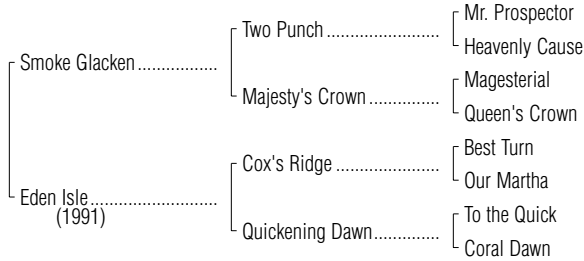 Mr. Prospector
Two Punch
Heavenly Cause
Smoke Glacken
Magesterial
Majesty's Crown
Queen's Crown
Best Turn
Cox's Ridge
Our Martha
Eden Isle
(1991)
To the Quick
Quickening Dawn
Coral Dawn